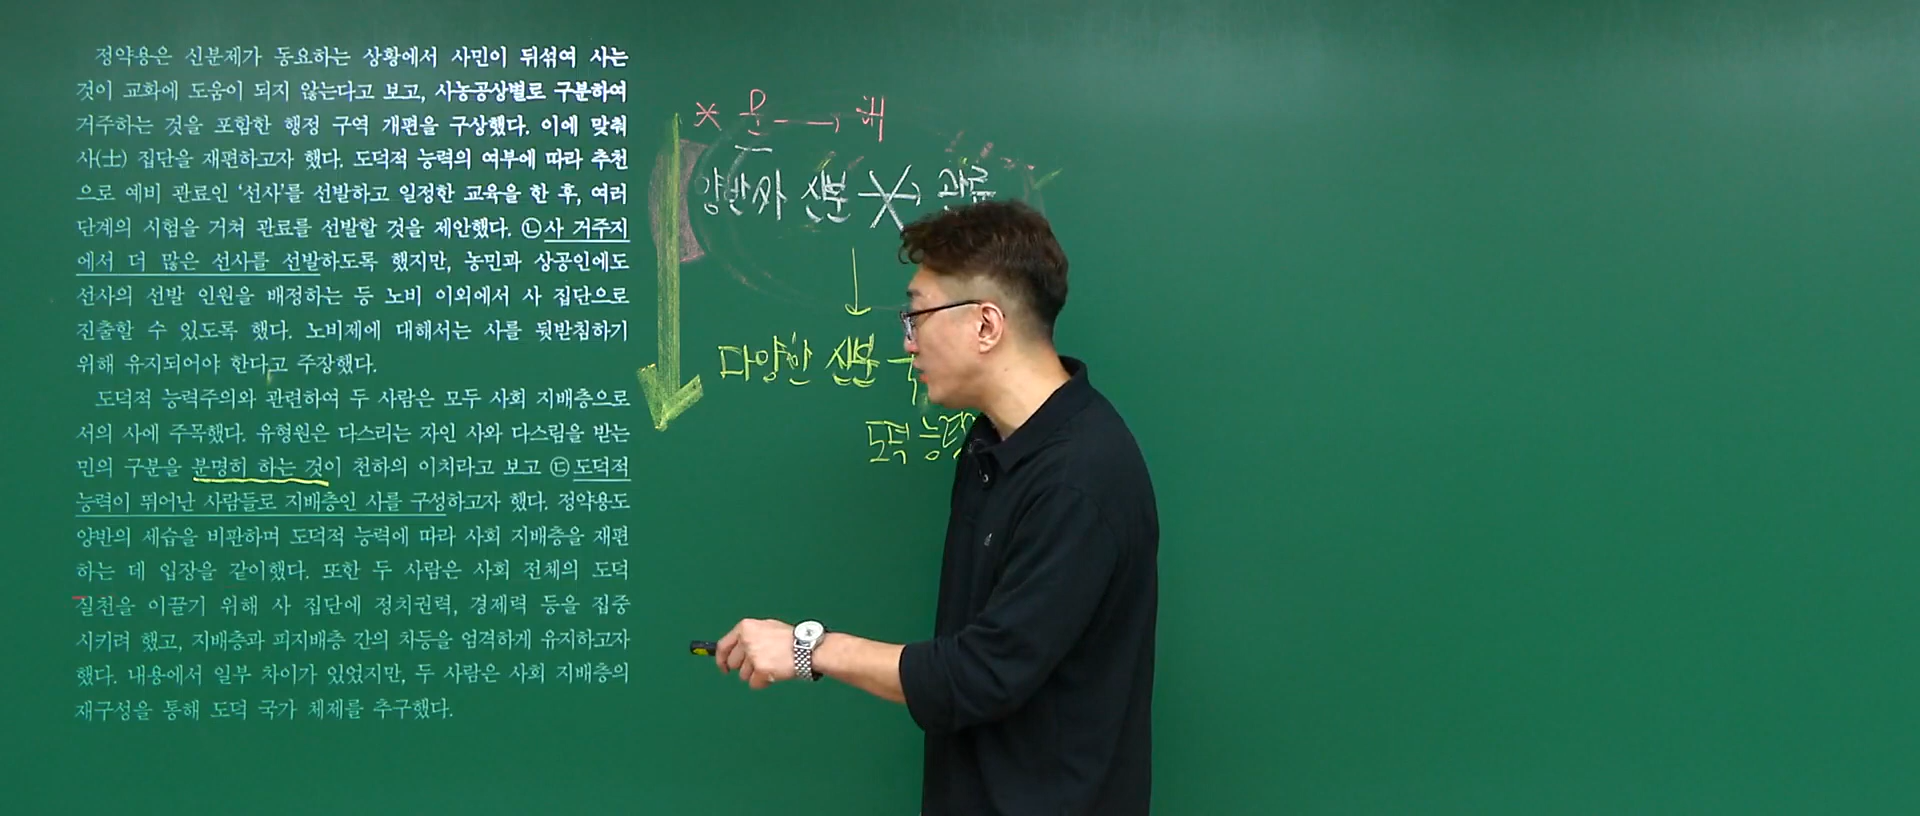 정약용은 신분제가 동요하는 상황에서 사민이 뒤섞여 사는
것이 교화에 도움이 되지 않는다고 보고, 사농공상별로 구분하여
거주하는 것을 포함한 행정 구역 개편을 구상했다. 이에 맞춰
사(士) 집단을 재편하고자 했다. 도덕적 능력의 여부에 따라 추천
으로 예비 관료인 ‘선사’를 선발하고 일정한 교육을 한 후, 여러
단계의 시험을 거쳐 관료를 선발할 것을 제안했다. ㉡사 거주지
에서 더 많은 선사를 선발하도록 했지만, 농민과 상공인에도
선사의 선발 인원을 배정하는 등 노비 이외에서 사 집단으로
진출할 수 있도록 했다. 노비제에 대해서는 사를 뒷받침하기
위해 유지되어야 한다고 주장했다.
도덕적 능력주의와 관련하여 두 사람은 모두 사회 지배층으로
서의 사에 주목했다. 유형원은 다스리는 자인 사와 다스림을 받는
민의 구분을 분명히 하는 것이 천하의 이치라고 보고 ㉢도덕적
능력이 뛰어난 사람들로 지배층인 사를 구성하고자 했다. 정약용도
양반의 세습을 비판하며 도덕적 능력에 따라 사회 지배층을 재편
하는 데 입장을 같이했다. 또한 두 사람은 사회 전체의 도덕
실천을 이끌기 위해 사 집단에 정치권력, 경제력 등을 집중
시키려 했고, 지배층과 피지배층 간의 차등을 엄격하게 유지하고자
했다. 내용에서 일부 차이가 있었지만, 두 사람은 사회 지배층의
재구성을 통해 도덕 국가 체제를 추구했다.
* 문 → 해
양반사 신분 → 관료
↓
다양한 신분
도덕 능력